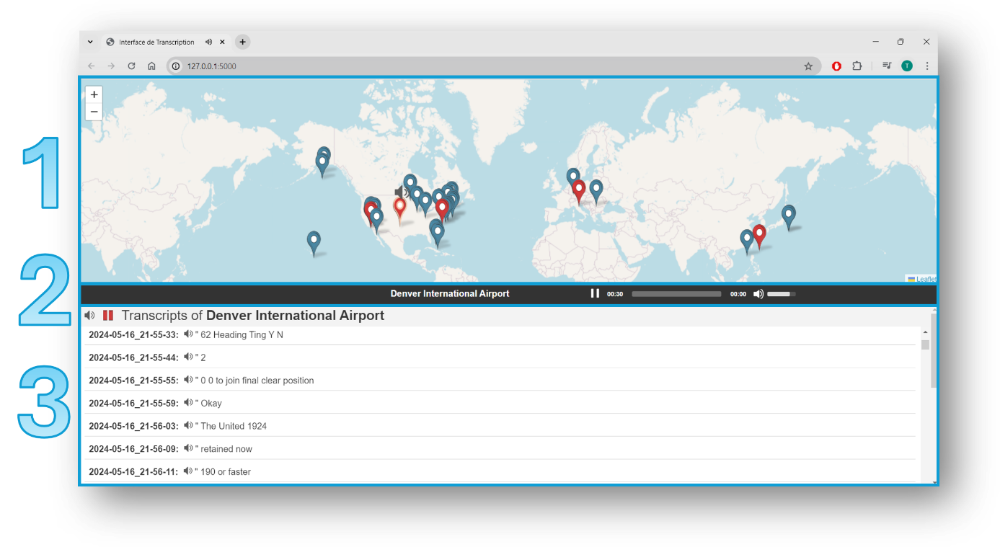 Interface de Transcription
127.0.0.1:5000
T
+
−
1
Leaflet
2
Denver International Airport 00:30 00:00
Transcripts of Denver International Airport
2024-05-16_21-55-33: " 62 Heading Ting Y N
2024-05-16_21-55-44: " 2
3
2024-05-16_21-55-55: " 0 0 to join final clear position
2024-05-16_21-55-59: " Okay
2024-05-16_21-56-03: " The United 1924
2024-05-16_21-56-09: " retained now
2024-05-16_21-56-11: " 190 or faster